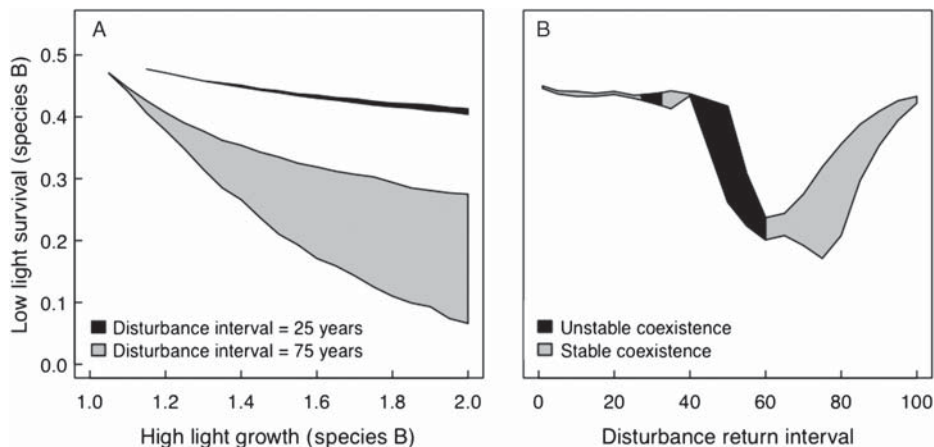 A
Low light survival (species B)
0.5
0.4
0.3
0.2
0.1
0.0
Disturbance interval = 25 years
Disturbance interval = 75 years
1.0 1.2 1.4 1.6 1.8 2.0
High light growth (species B)
B
Unstable coexistence
Stable coexistence
0 20 40 60 80 100
Disturbance return interval